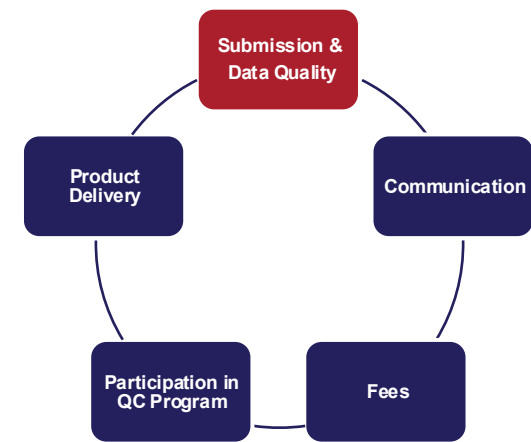 Submission &
Data Quality
Communication
Fees
Participation in
QC Program
Product
Delivery